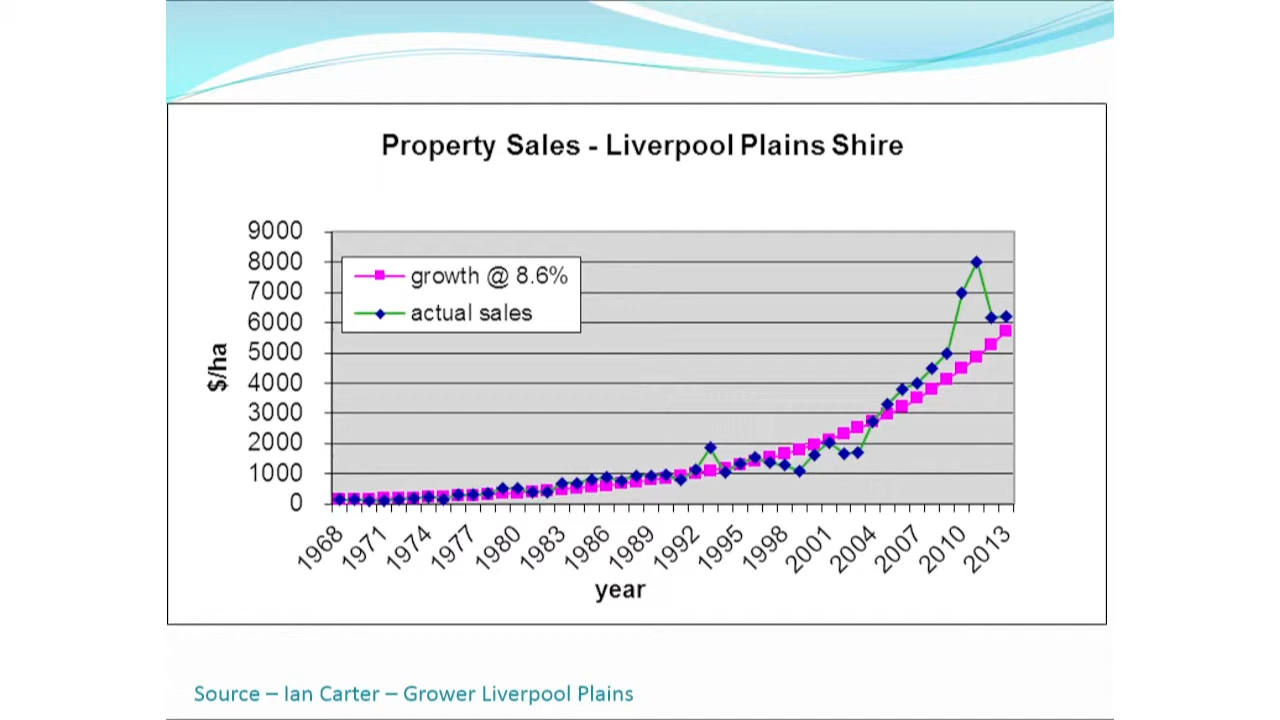 Property Sales - Liverpool Plains Shire
9000
8000
7000
6000
5000
4000
3000
2000
1000
0
$/ha
growth @ 8.6%
actual sales
1968 1971 1974 1977 1980 1983 1986 1989 1992 1995 1998 2001 2004 2007 2010 2013
year
Source – Ian Carter – Grower Liverpool Plains